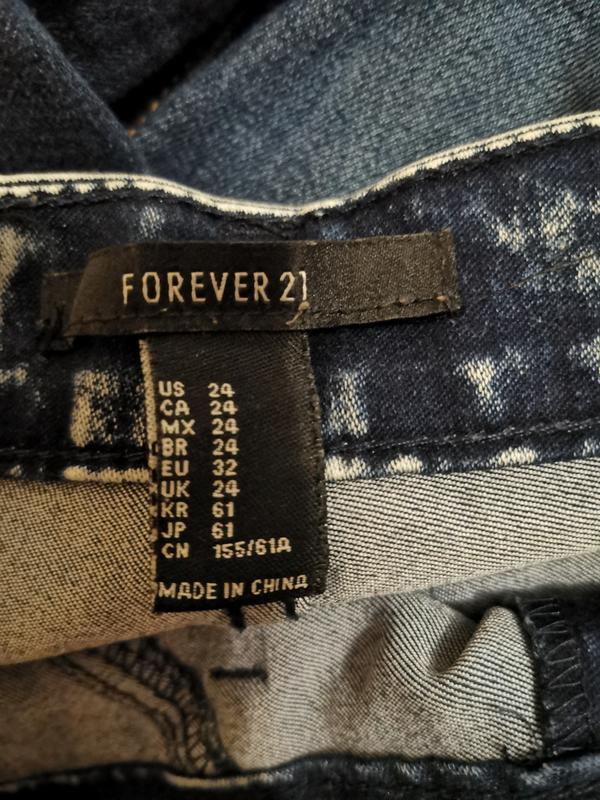 FOREVER 21
US 24
CA 24
MX 24
BR 24
EU 32
UK 24
KR 61
JP 61
CN 155/61A
MADE IN CHINA